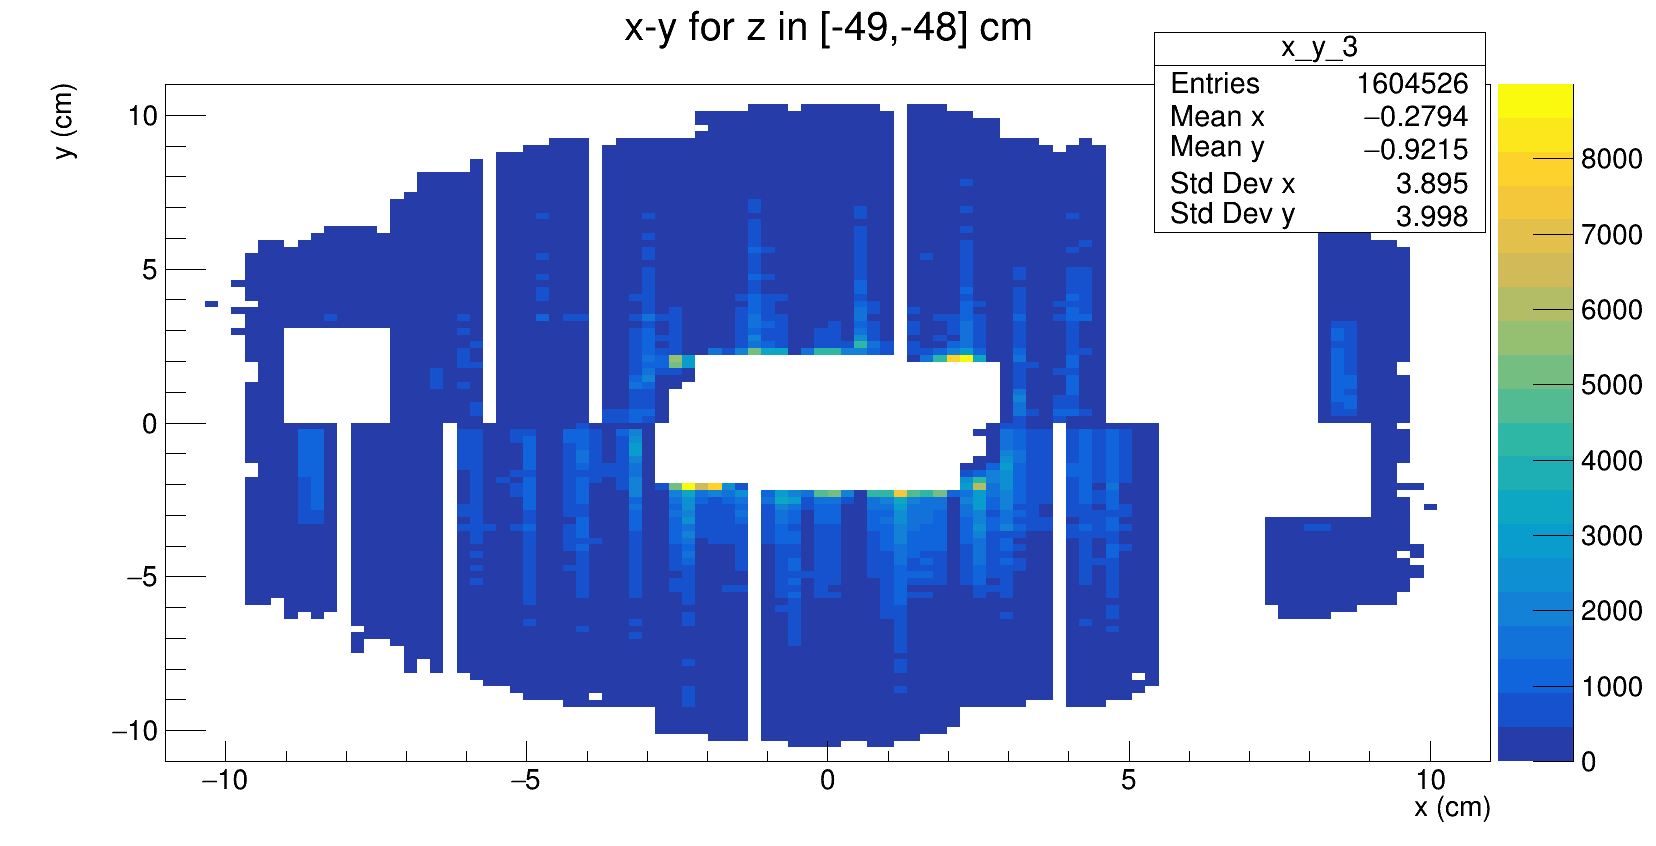 x-y for z in [-49,-48] cm
x_y_3
Entries 1604526
Mean x −0.2794
Mean y −0.9215
Std Dev x 3.895
Std Dev y 3.998
y (cm)
10
5
0
−5
−10
−10 −5 0 5 10
x (cm)
8000
7000
6000
5000
4000
3000
2000
1000
0